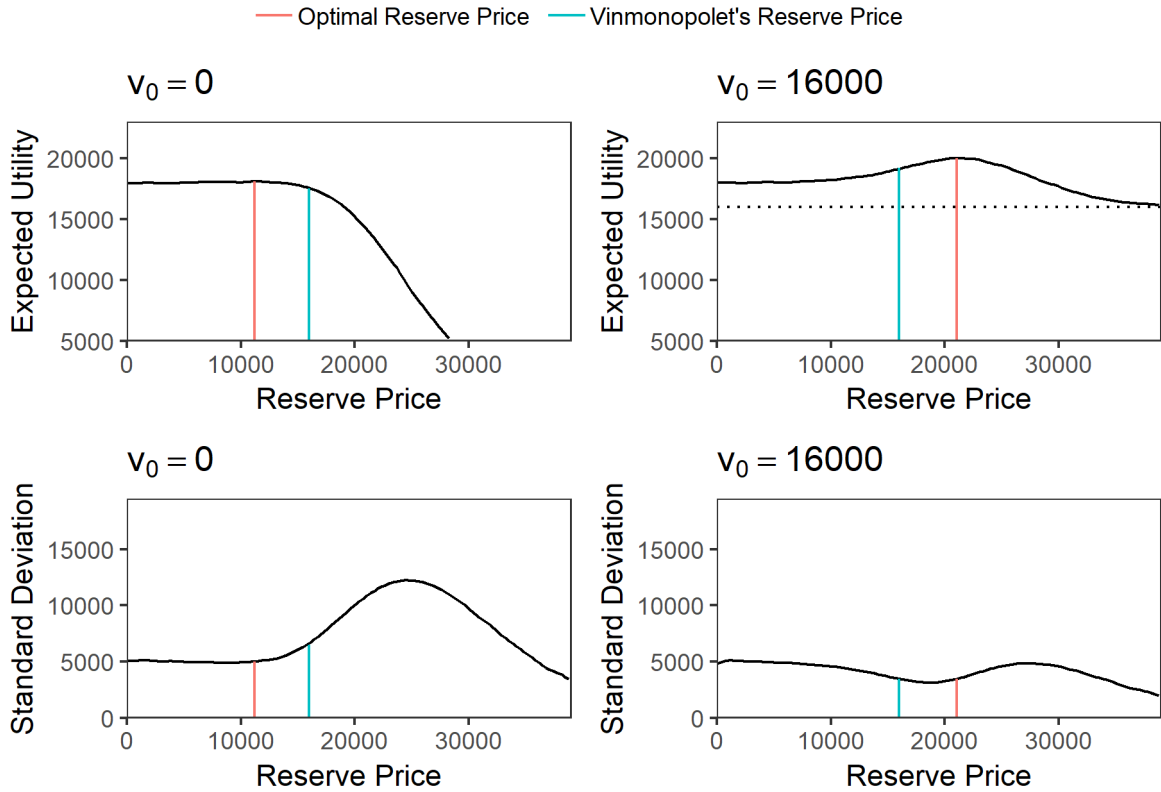 Optimal Reserve Price Vinmonopolet's Reserve Price
v₀ = 0
Expected Utility
20000
15000
10000
5000
0 10000 20000 30000
Reserve Price
v₀ = 16000
Expected Utility
20000
15000
10000
5000
0 10000 20000 30000
Reserve Price
v₀ = 0
Standard Deviation
15000
10000
5000
0
0 10000 20000 30000
Reserve Price
v₀ = 16000
Standard Deviation
15000
10000
5000
0
0 10000 20000 30000
Reserve Price